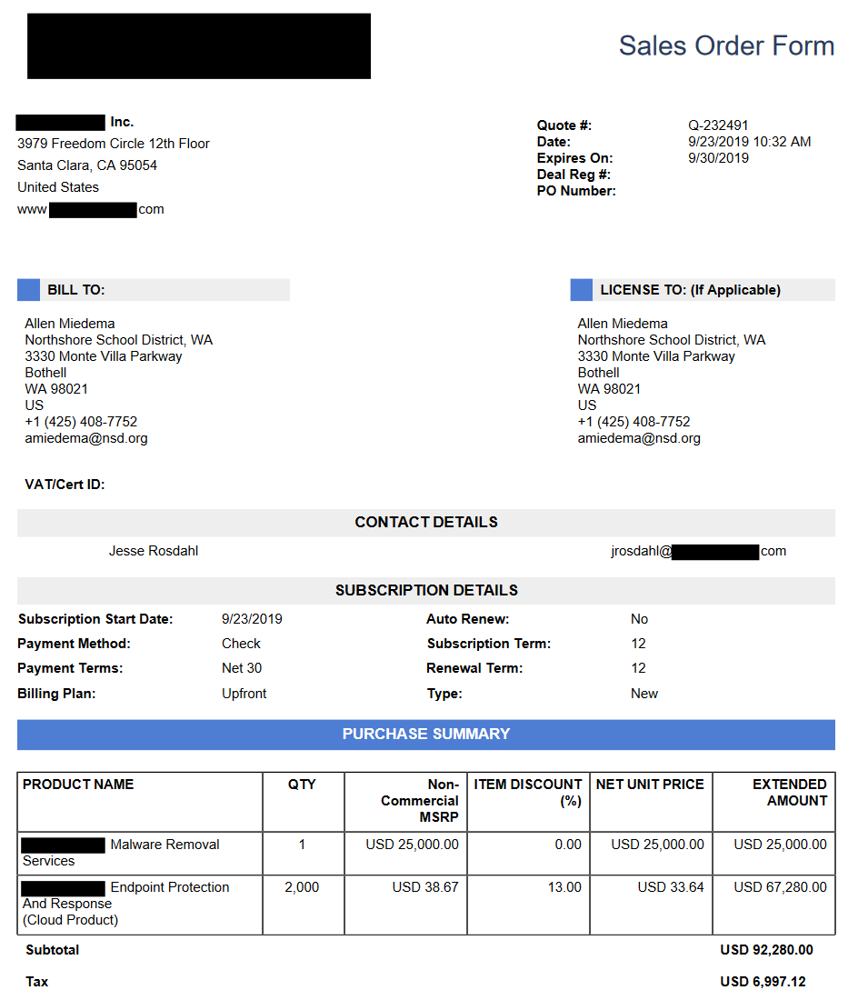 Sales Order Form
Inc.
3979 Freedom Circle 12th Floor
Santa Clara, CA 95054
United States
www com
Quote #: Q-232491
Date: 9/23/2019 10:32 AM
Expires On: 9/30/2019
Deal Reg #:
PO Number:
BILL TO:
Allen Miedema
Northshore School District, WA
3330 Monte Villa Parkway
Bothell
WA 98021
US
+1 (425) 408-7752
amiedema@nsd.org
VAT/Cert ID:
LICENSE TO: (If Applicable)
Allen Miedema
Northshore School District, WA
3330 Monte Villa Parkway
Bothell
WA 98021
US
+1 (425) 408-7752
amiedema@nsd.org
CONTACT DETAILS
Jesse Rosdahl jrosdahl@ com
SUBSCRIPTION DETAILS
Subscription Start Date: 9/23/2019 Auto Renew: No
Payment Method: Check Subscription Term: 12
Payment Terms: Net 30 Renewal Term: 12
Billing Plan: Upfront Type: New
PURCHASE SUMMARY
PRODUCT NAME QTY Non- ITEM DISCOUNT NET UNIT PRICE EXTENDED
Commercial (%) AMOUNT
MSRP
Malware Removal 1 USD 25,000.00 0.00 USD 25,000.00 USD 25,000.00
Services
Endpoint Protection 2,000 USD 38.67 13.00 USD 33.64 USD 67,280.00
And Response
(Cloud Product)
Subtotal USD 92,280.00
Tax USD 6,997.12